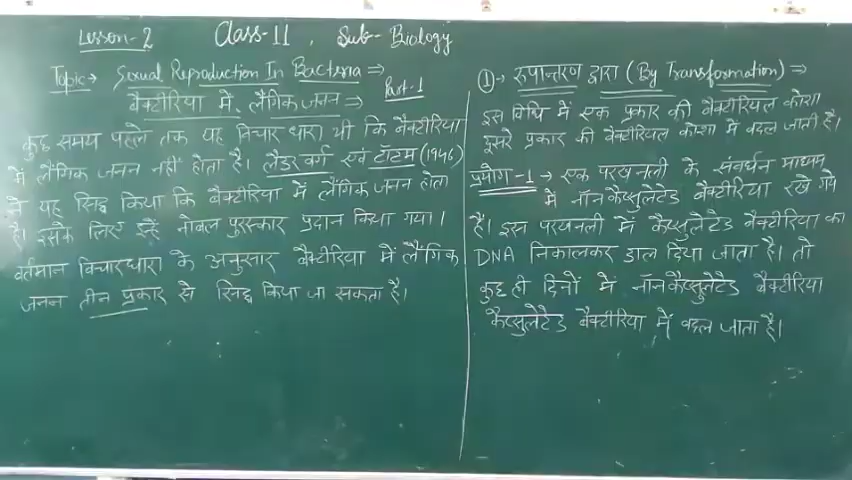 Lesson-2 Class-11, Sub-Biology
Topic→ Sexual Reproduction In Bacteria ⇒
Part-1
बैक्टीरिया में लैंगिक जनन ⇒
कुछ समय पहले तक यह विचारधारा थी कि बैक्टीरिया
में लैंगिक जनन नहीं होता है। लैडरवर्ग एवं टॉटम (1946)
ने यह सिद्ध किया कि बैक्टीरिया में लैंगिक जनन होता
है। इसके लिए इन्हें नोबल पुरस्कार प्रदान किया गया।
वर्तमान विचारधारा के अनुसार बैक्टीरिया में लैंगिक
जनन तीन प्रकार से सिद्ध किया जा सकता है।
①→ रूपान्तरण द्वारा (By Transformation) ⇒
इस विधि में एक प्रकार की बैक्टीरियल कोशा
दूसरे प्रकार की बैक्टीरियल कोशा में बदल जाती है।
प्रयोग-1 → एक परखनली के संवर्धन माध्यम
में नॉनकैप्सुलेटेड बैक्टीरिया रखे गये
हैं। इस परखनली में कैप्सुलेटेड बैक्टीरिया का
DNA निकालकर डाल दिया जाता है। तो
कुछ ही दिनों में नॉनकैप्सुलेटेड बैक्टीरिया
कैप्सुलेटेड बैक्टीरिया में बदल जाता है।